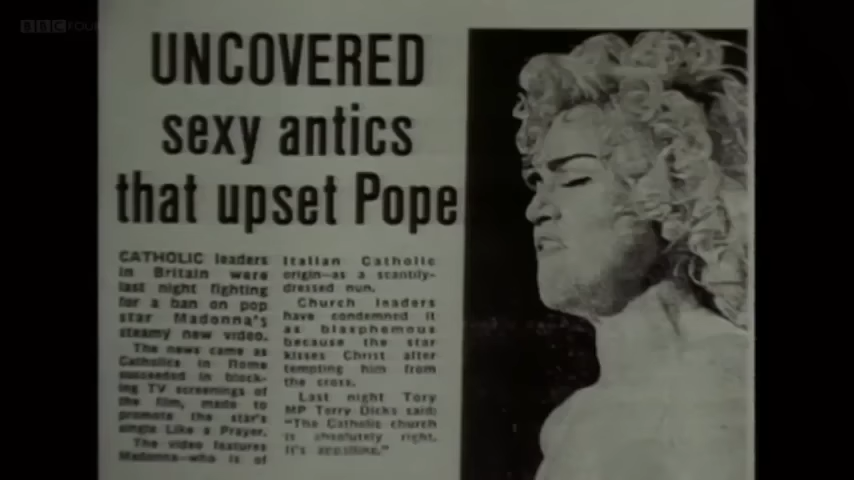 BBC FOUR
UNCOVERED
sexy antics
that upset Pope
CATHOLIC leaders
in Britain were
last night fighting
for a ban on pop
star Madonna's
steamy new video.
The news came as
Catholics in Rome
succeeded in block-
ing TV screenings of
the film, made to
promote the star's
single Like a Prayer.
The video features
Madonna—who is of
Italian Catholic
origin—as a scantily-
dressed nun.
Church leaders
have condemned it
as blasphemous
because the star
kisses Christ after
tempting him from
the cross.
Last night Tory
MP Terry Dicks said:
"The Catholic church
is absolutely right.
It's appalling."